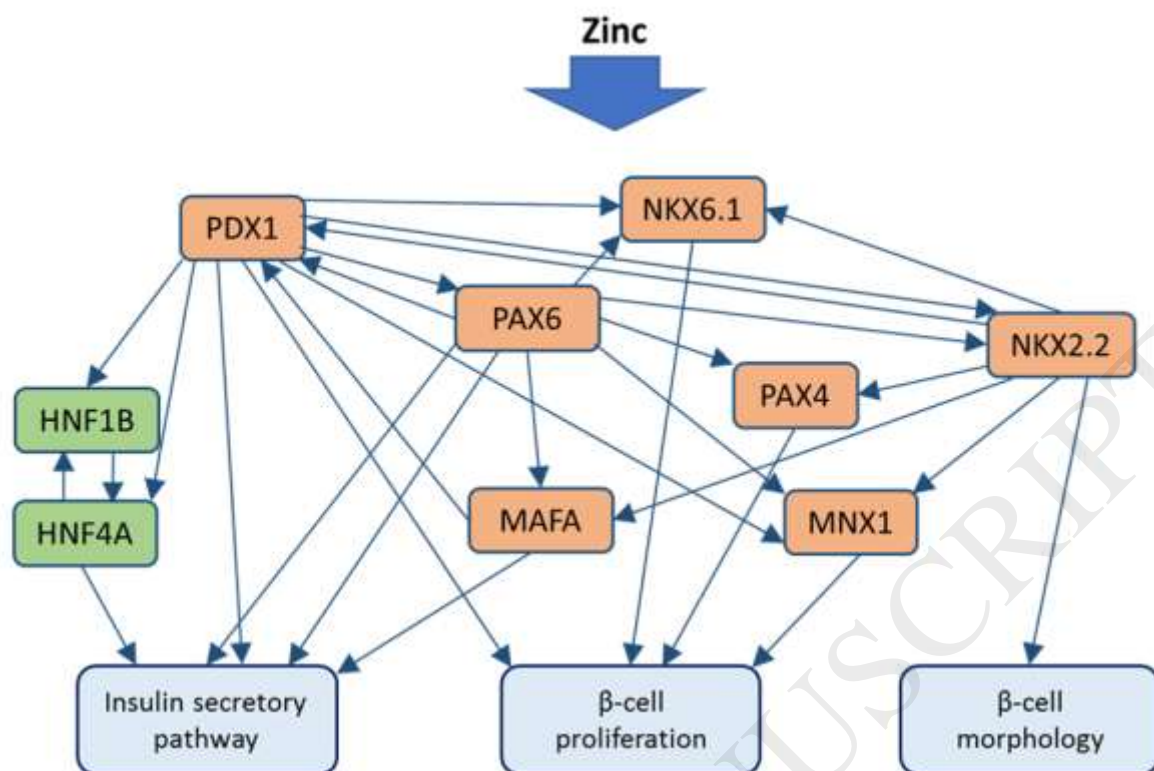 Zinc
PDX1
NKX6.1
PAX6
NKX2.2
PAX4
HNF1B
HNF4A
MAFA
MNX1
Insulin secretory
pathway
β-cell
proliferation
β-cell
morphology
NUSCRIPT